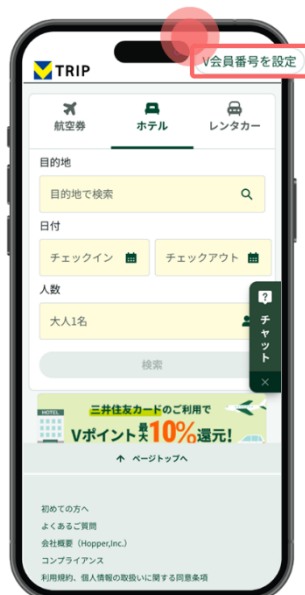 TRIP
V会員番号を設定
航空券
ホテル
レンタカー
目的地
目的地で検索
日付
チェックイン
チェックアウト
人数
大人1名
?
チャット
×
検索
HOTEL
三井住友カードのご利用で
Vポイント最大10%還元!
ページトップへ
初めての方へ
よくあるご質問
会社概要(Hopper,Inc.)
コンプライアンス
利用規約、個人情報の取扱いに関する同意条項